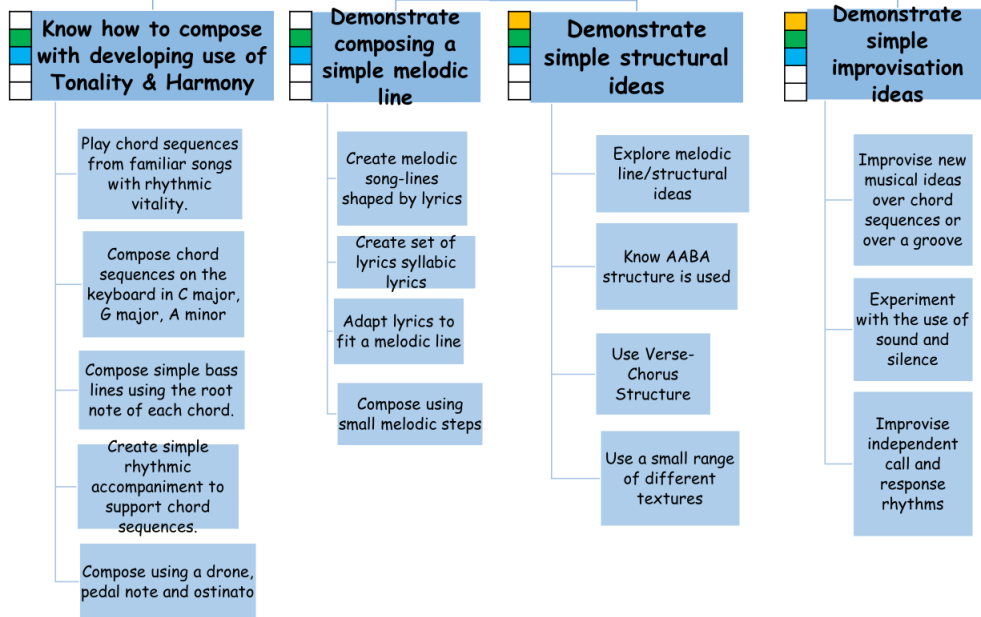 Know how to compose
with developing use of
Tonality & Harmony
Play chord sequences
from familiar songs
with rhythmic
vitality.
Compose chord
sequences on the
keyboard in C major,
G major, A minor
Compose simple bass
lines using the root
note of each chord.
Create simple
rhythmic
accompaniment to
support chord
sequences.
Compose using a drone,
pedal note and ostinato
Demonstrate
composing a
simple melodic
line
Create melodic
song-lines
shaped by lyrics
Create set of
lyrics syllabic
lyrics
Adapt lyrics to
fit a melodic line
Compose using
small melodic steps
Demonstrate
simple structural
ideas
Explore melodic
line/structural
ideas
Know AABA
structure is used
Use Verse-
Chorus
Structure
Use a small range
of different
textures
Demonstrate
simple
improvisation
ideas
Improvise new
musical ideas
over chord
sequences or
over a groove
Experiment
with the use of
sound and
silence
Improvise
independent
call and
response
rhythms